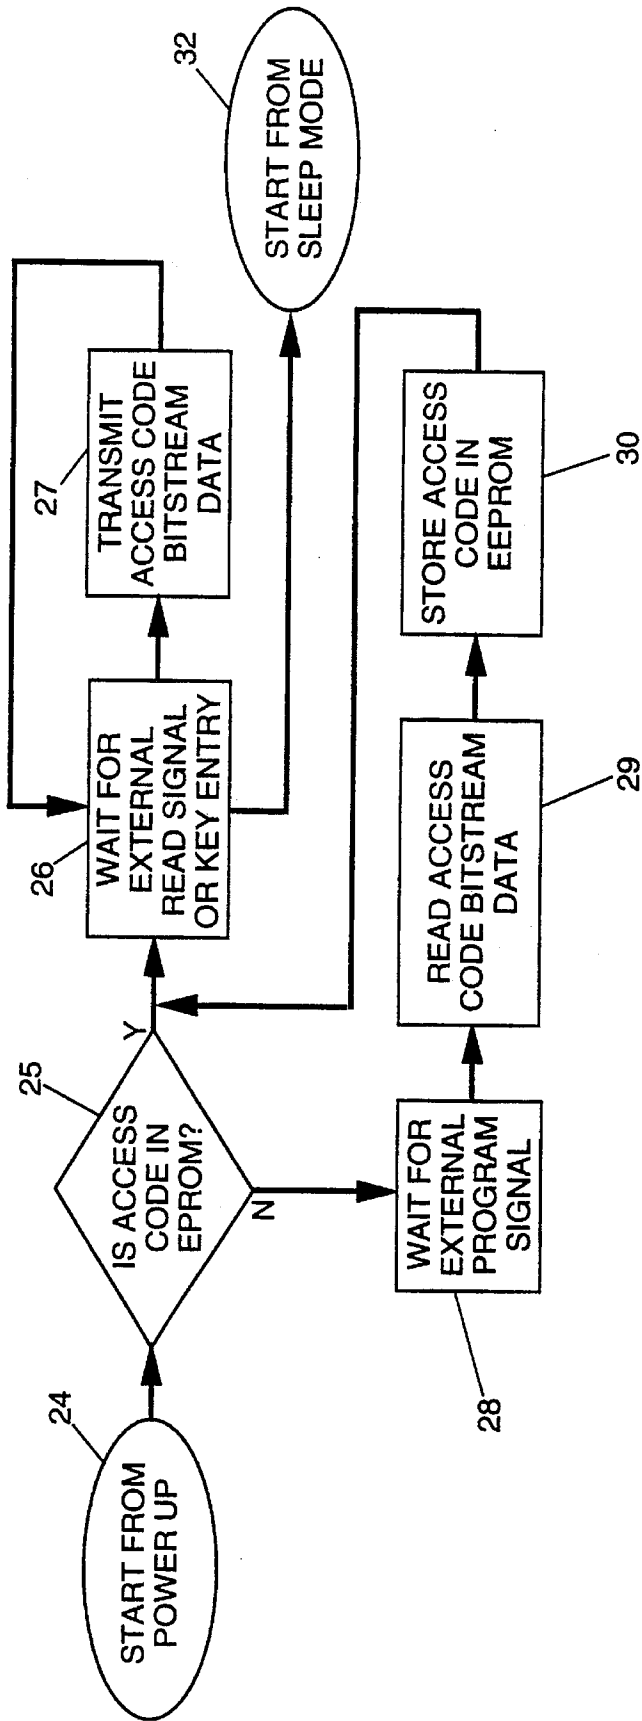 24
START FROM
POWER UP
25
IS ACCESS
CODE IN
EPROM?
Y
N
26
WAIT FOR
EXTERNAL
READ SIGNAL
OR KEY ENTRY
27
TRANSMIT
ACCESS CODE
BITSTREAM
DATA
32
START FROM
SLEEP MODE
28
WAIT FOR
EXTERNAL
PROGRAM
SIGNAL
29
READ ACCESS
CODE BITSTREAM
DATA
30
STORE ACCESS
CODE IN
EEPROM